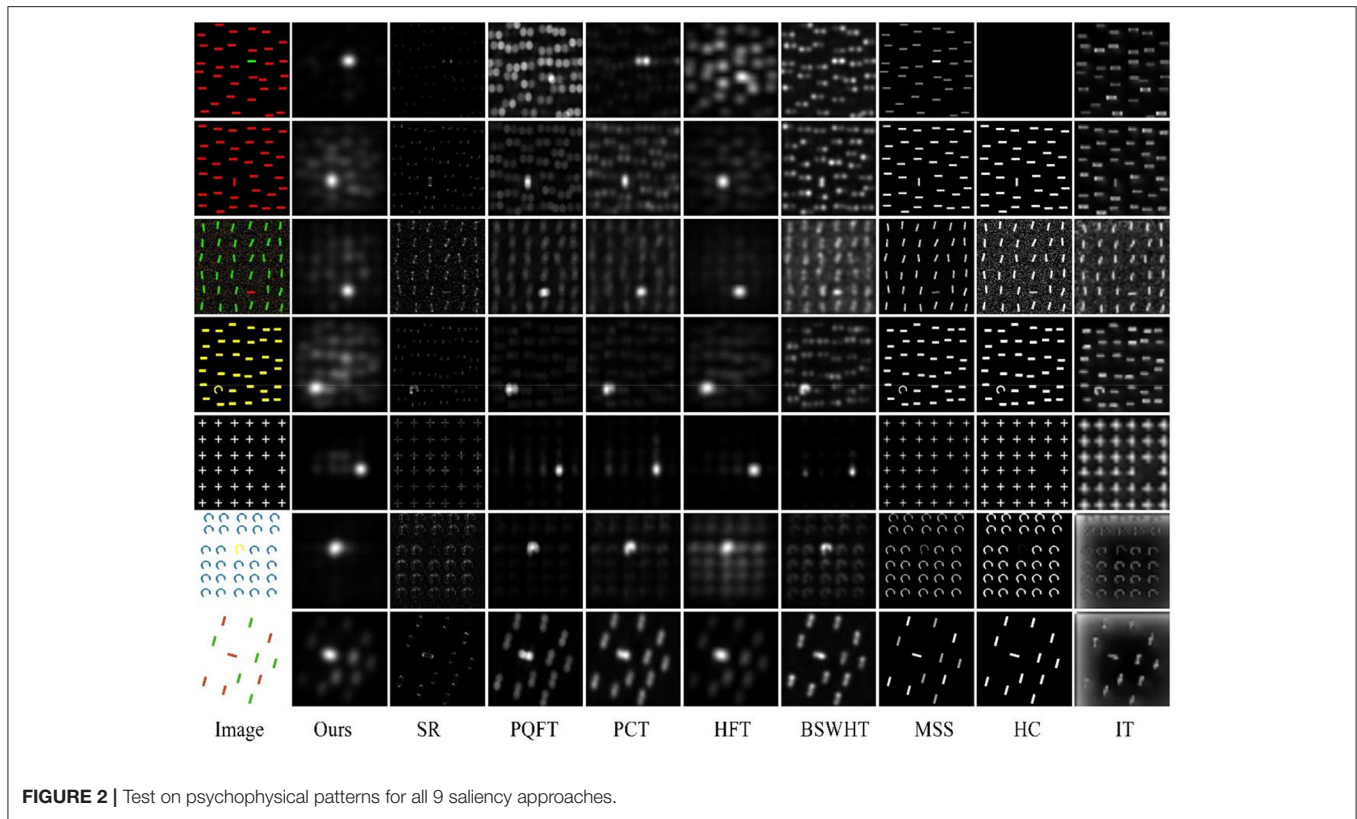 Image Ours SR PQFT PCT HFT BSWHT MSS HC IT
FIGURE 2 | Test on psychophysical patterns for all 9 saliency approaches.